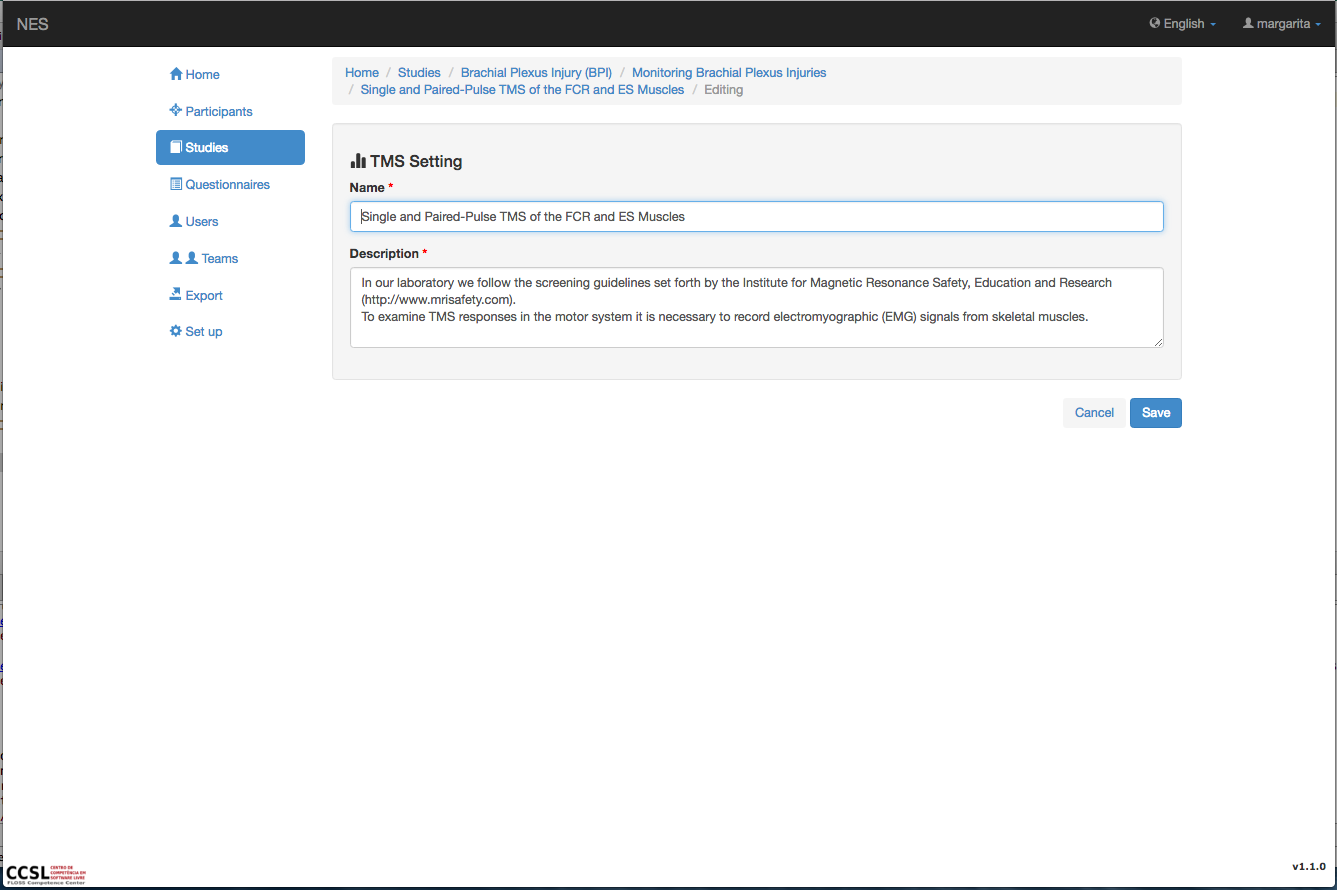 NES
English
margarita
Home
Participants
Studies
Questionnaires
Users
Teams
Export
Set up
Home / Studies / Brachial Plexus Injury (BPI) / Monitoring Brachial Plexus Injuries
/ Single and Paired-Pulse TMS of the FCR and ES Muscles / Editing
TMS Setting
Name *
Single and Paired-Pulse TMS of the FCR and ES Muscles
Description *
In our laboratory we follow the screening guidelines set forth by the Institute for Magnetic Resonance Safety, Education and Research
(http://www.mrisafety.com).
To examine TMS responses in the motor system it is necessary to record electromyographic (EMG) signals from skeletal muscles.
Cancel
Save
CCSL
CENTRO DE
COMPETÊNCIA EM
SOFTWARE LIVRE
FLOSS Competence Center
v1.1.0